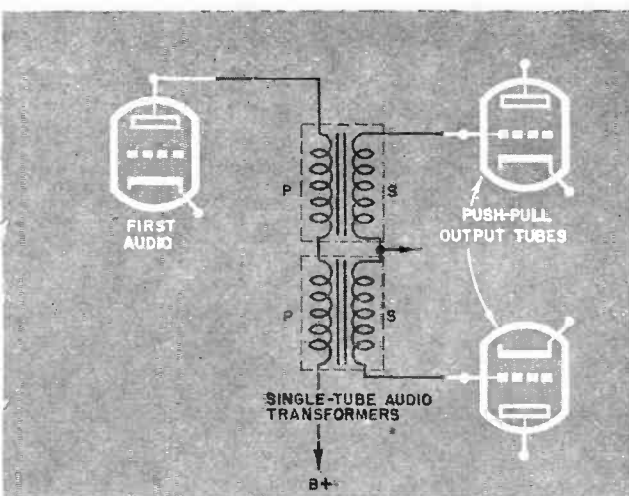 P
S
FIRST
AUDIO
PUSH-PULL
OUTPUT TUBES
P
S
SINGLE-TUBE AUDIO
TRANSFORMERS
B+